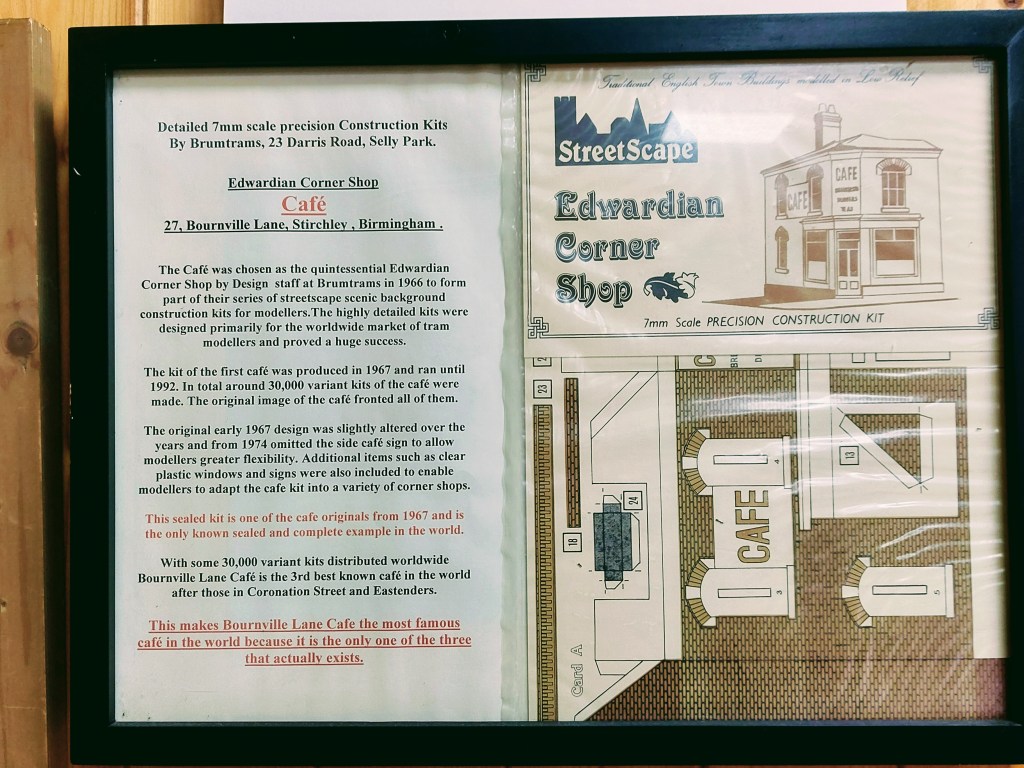 Detailed 7mm scale precision Construction Kits
By Brumtrams, 23 Darris Road, Selly Park.
Edwardian Corner Shop
Café
27, Bournville Lane, Stirchley , Birmingham .
The Café was chosen as the quintessential Edwardian
Corner Shop by Design staff at Brumtrams in 1966 to form
part of their series of streetscape scenic background
construction kits for modellers.The highly detailed kits were
designed primarily for the worldwide market of tram
modellers and proved a huge success.
The kit of the first café was produced in 1967 and ran until
1992. In total around 30,000 variant kits of the café were
made. The original image of the café fronted all of them.
The original early 1967 design was slightly altered over the
years and from 1974 omitted the side café sign to allow
modellers greater flexibility. Additional items such as clear
plastic windows and signs were also included to enable
modellers to adapt the cafe kit into a variety of corner shops.
This sealed kit is one of the cafe originals from 1967 and is
the only known sealed and complete example in the world.
With some 30,000 variant kits distributed worldwide
Bournville Lane Café is the 3rd best known café in the world
after those in Coronation Street and Eastenders.
This makes Bournville Lane Cafe the most famous
café in the world because it is the only one of the three
that actually exists.
Traditional English Town Buildings modelled in Low Relief
StreetScape
Edwardian
Corner
Shop
CAFE
CAFE
7mm Scale PRECISION CONSTRUCTION KIT
23
24
18
13
4
CAFE
3
5
Card A